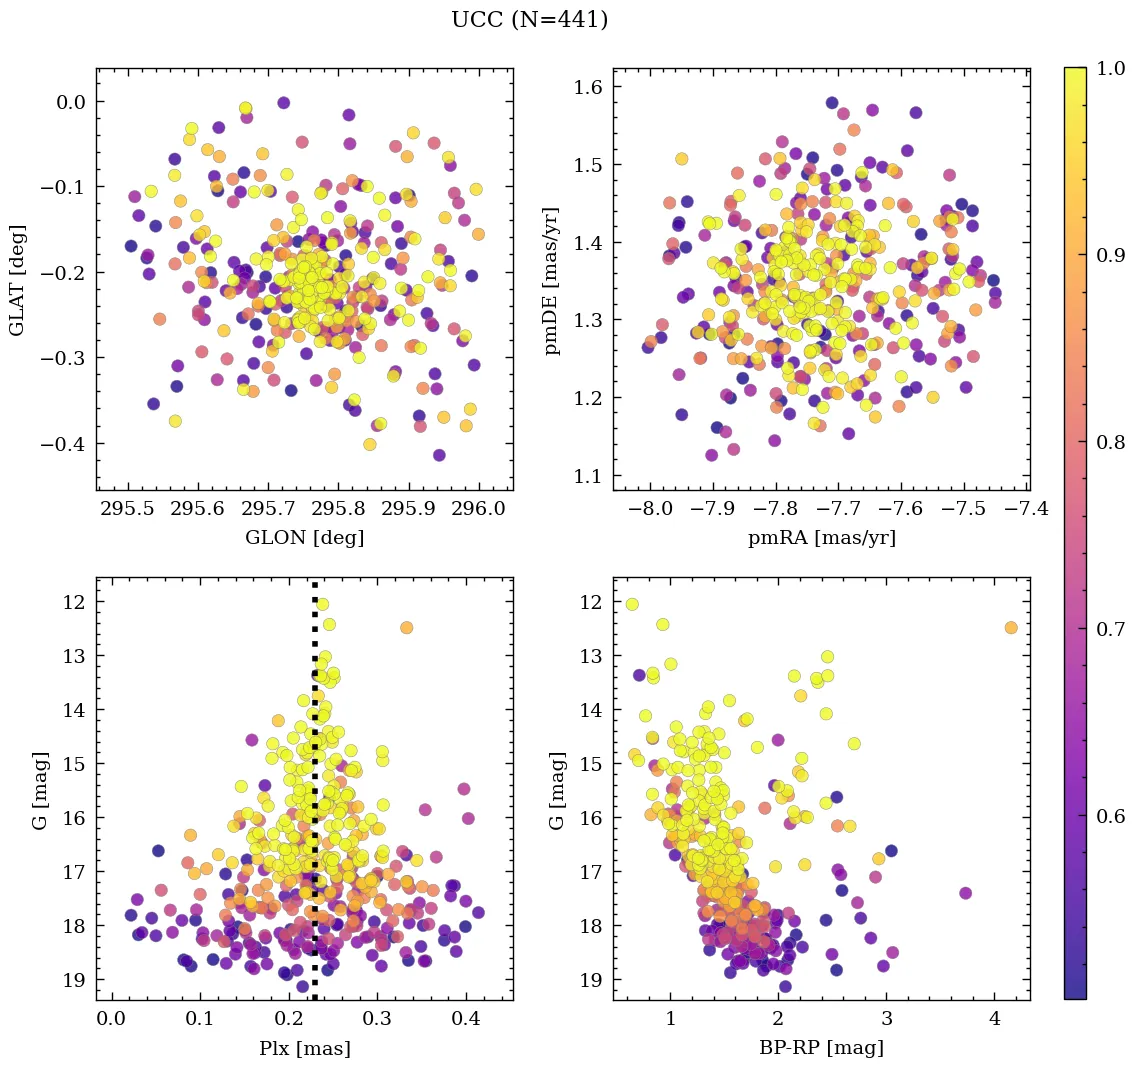 UCC (N=441)
0.0
−0.1
−0.2
−0.3
−0.4
GLAT [deg]
295.5 295.6 295.7 295.8 295.9 296.0
GLON [deg]
1.6
1.5
1.4
1.3
1.2
1.1
pmDE [mas/yr]
−8.0 −7.9 −7.8 −7.7 −7.6 −7.5 −7.4
pmRA [mas/yr]
12
13
14
15
16
17
18
19
G [mag]
0.0 0.1 0.2 0.3 0.4
Plx [mas]
12
13
14
15
16
17
18
19
G [mag]
1 2 3 4
BP-RP [mag]
1.0
0.9
0.8
0.7
0.6